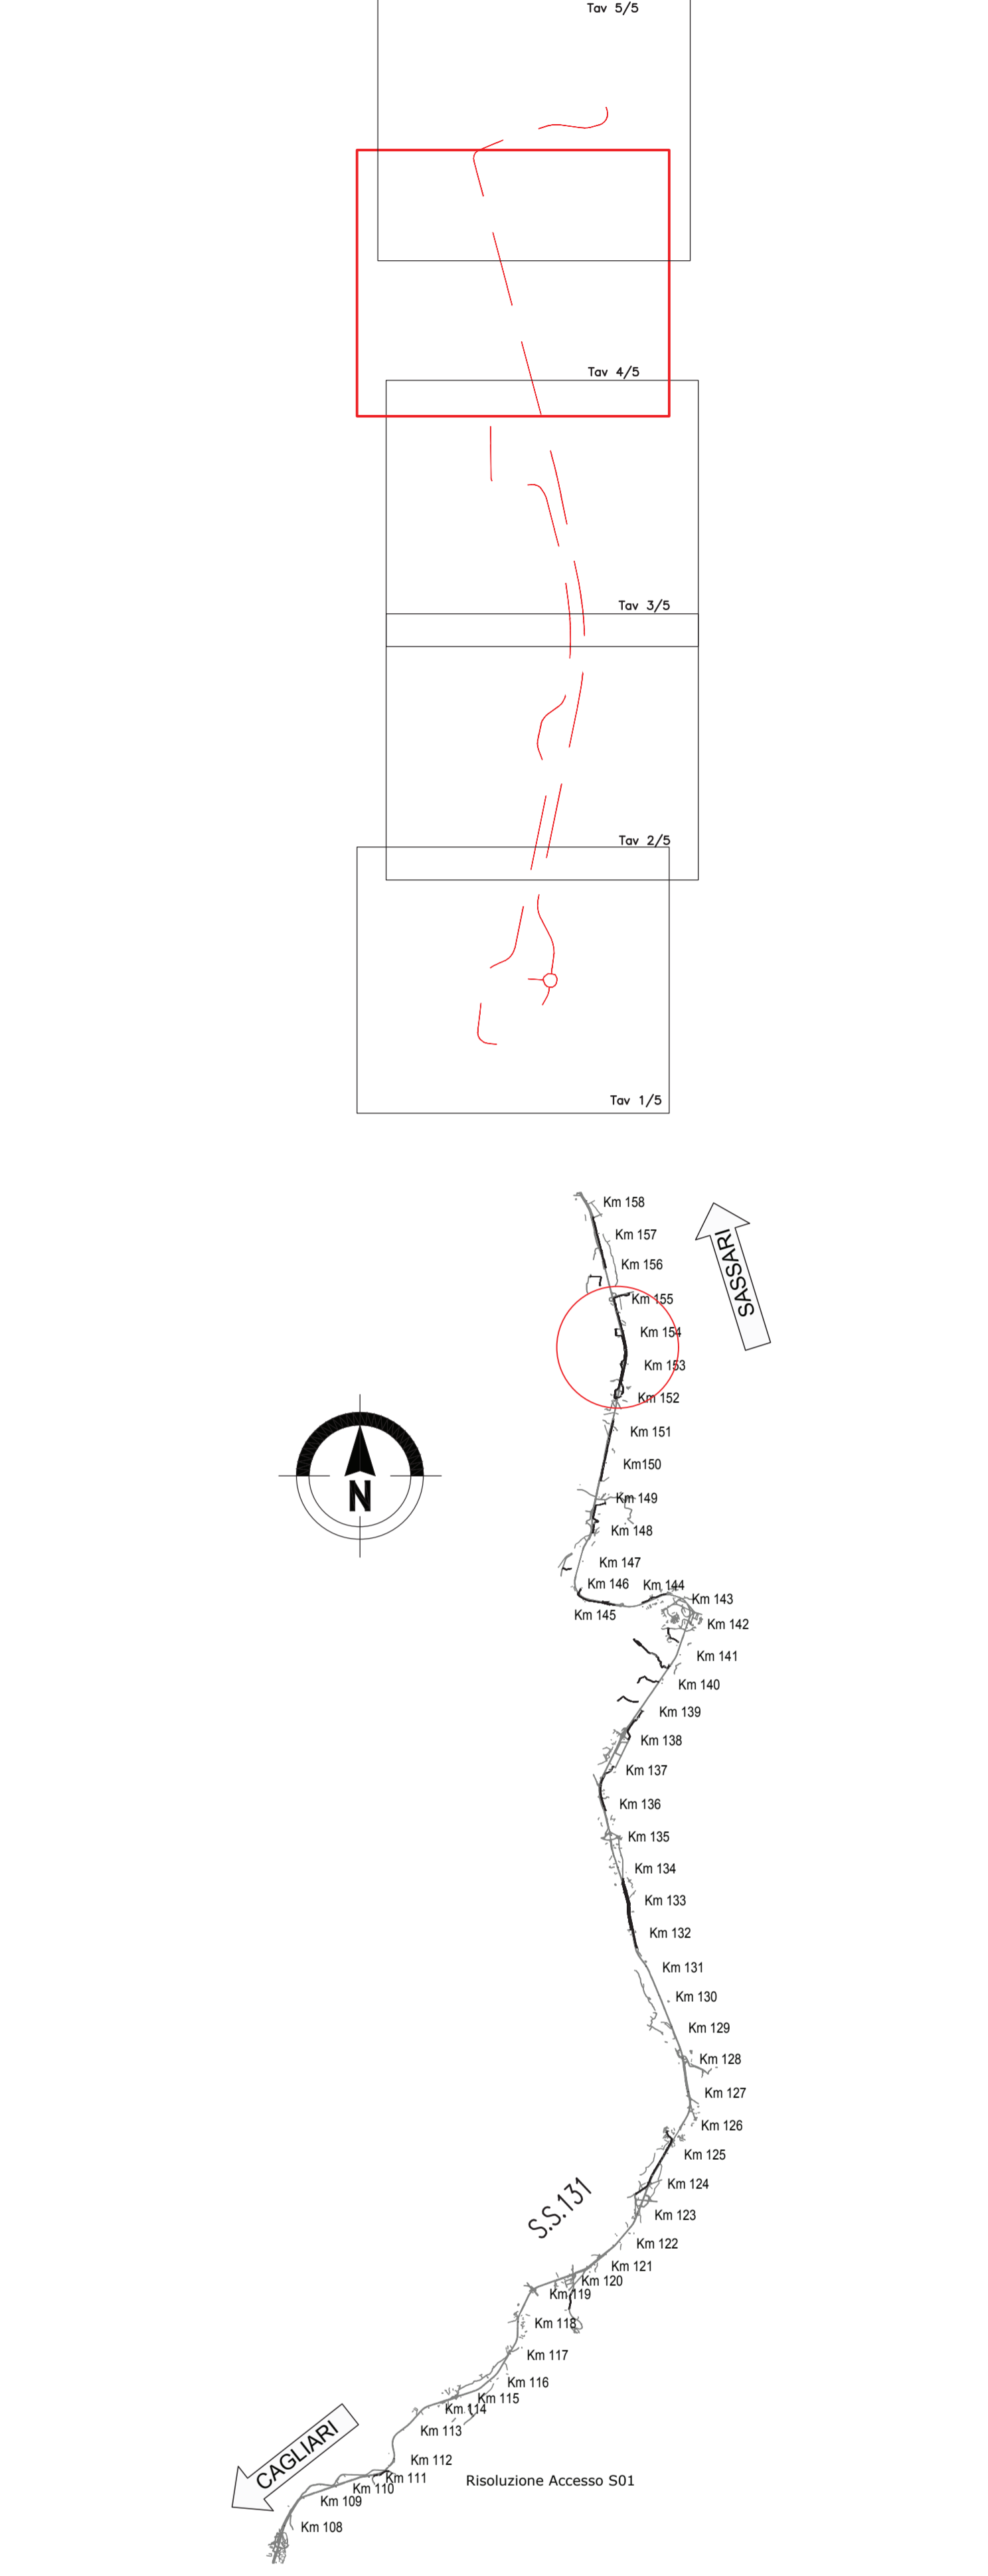 Tav 5/5
Tav 4/5
Tav 3/5
Tav 2/5
Tav 1/5
Km 158
Km 157
SASSARI
Km 156
Km 155
Km 154
Km 153
Km 152
Km 151
Km150
N
Km 149
Km 148
Km 147
Km 146
Km 144
Km 143
Km 145
Km 142
Km 141
Km 140
Km 139
Km 138
Km 137
Km 136
Km 135
Km 134
Km 133
Km 132
Km 131
Km 130
Km 129
Km 128
Km 127
Km 126
Km 125
Km 124
S.S.131
Km 123
Km 122
Km 121
Km 120
Km 119
Km 118
Km 117
Km 116
Km 115
Km 114
Km 113
CAGLIARI
Km 112
Km 111
Risoluzione Accesso S01
Km 110
Km 109
Km 108